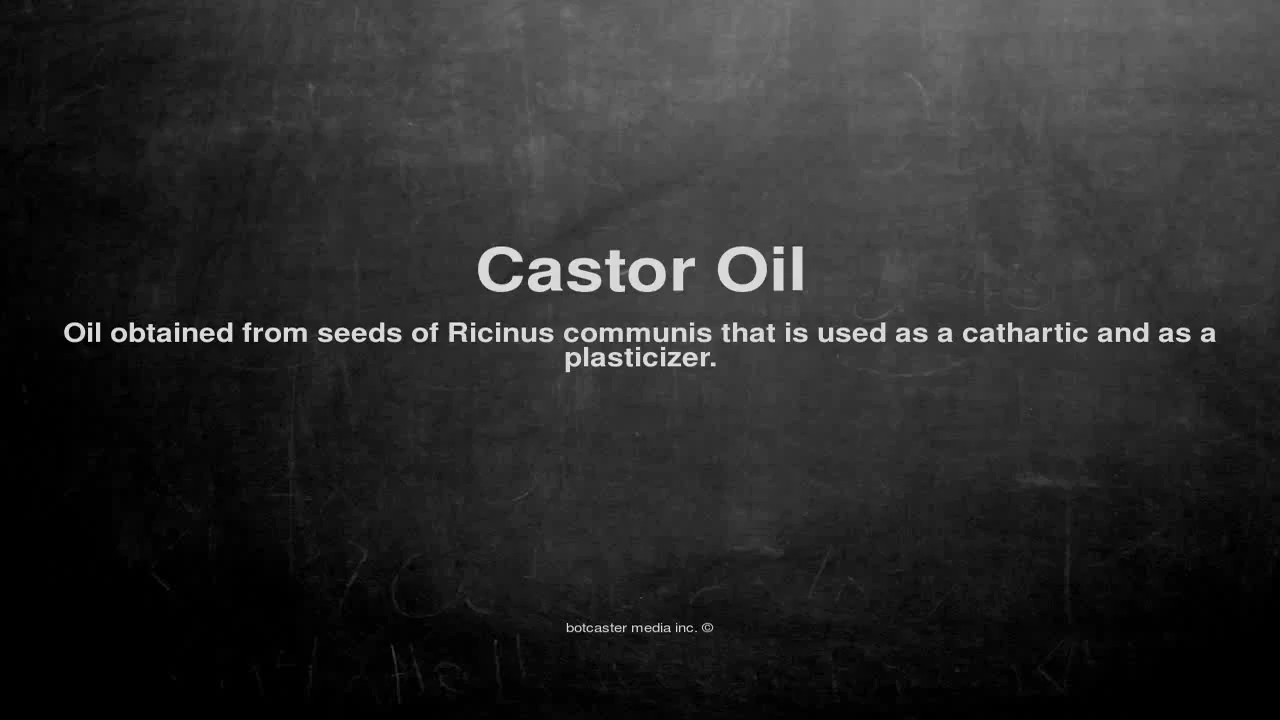 Castor Oil
Oil obtained from seeds of Ricinus communis that is used as a cathartic and as a
plasticizer.
botcaster media inc. ©